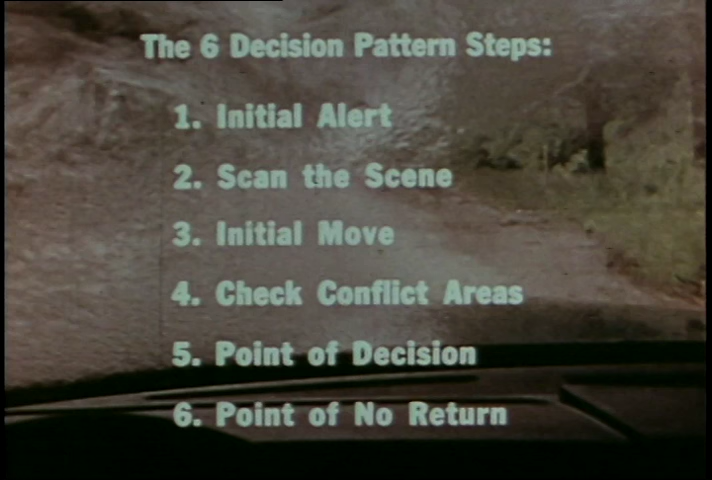 The 6 Decision Pattern Steps:
1. Initial Alert
2. Scan the Scene
3. Initial Move
4. Check Conflict Areas
5. Point of Decision
6. Point of No Return